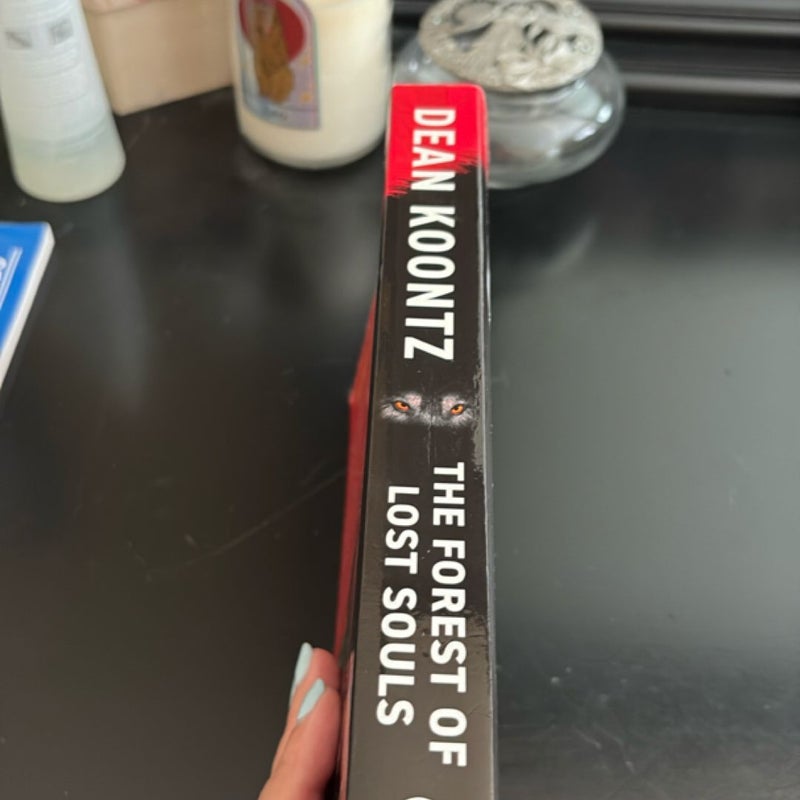 DEAN KOONTZ
THE FOREST OF
LOST SOULS